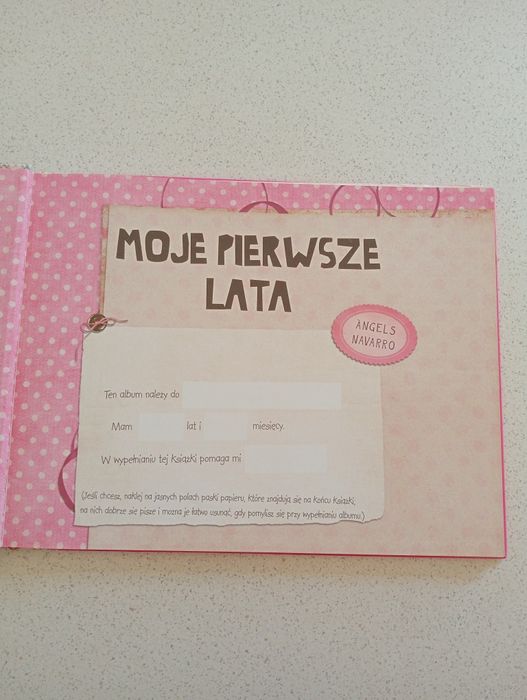 MOJE PIERWSZE
LATA
ÀNGELS
NAVARRO
Ten album należy do
Mam lat i miesięcy.
W wypełnianiu tej książki pomaga mi
(Jeśli chcesz, naklej na jasnych polach paski papieru, które znajdują się na końcu książki,
na nich dobrze się pisze i można je łatwo usunąć, gdy pomylisz się przy wypełnianiu albumu.)